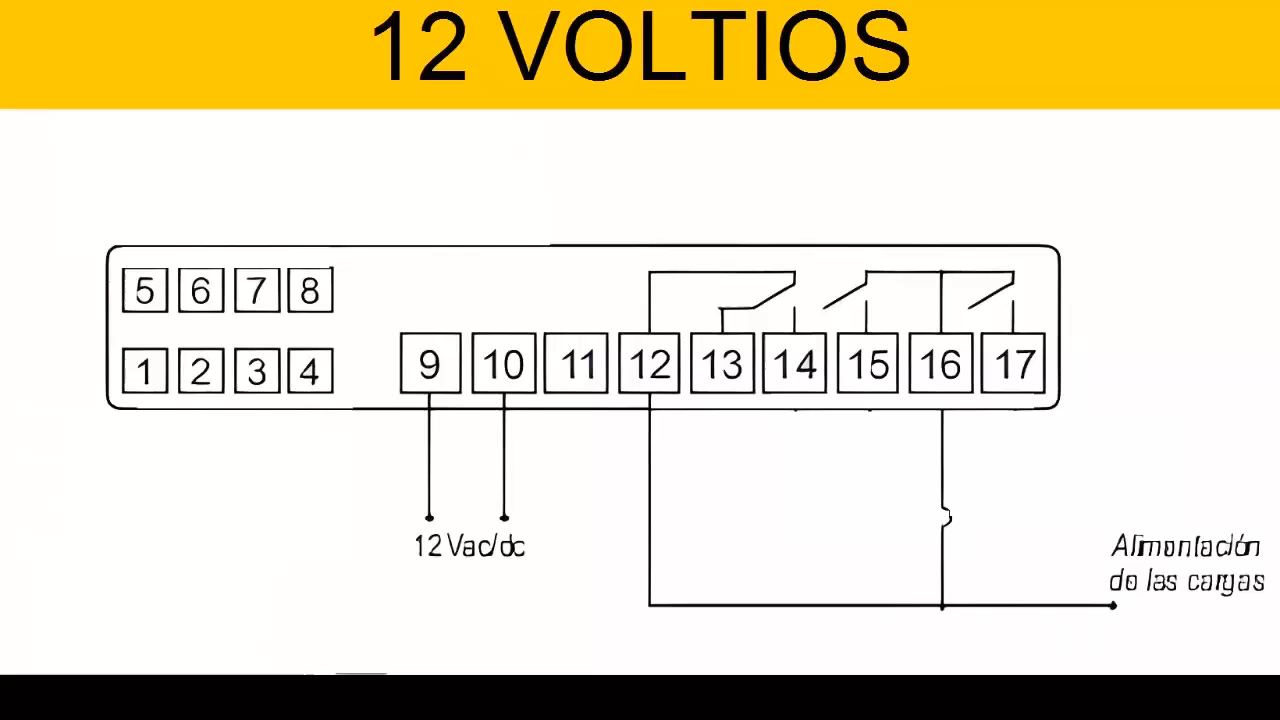 12 VOLTIOS
5 6 7 8
1 2 3 4
9 10 11 12 13 14 15 16 17
12 Vac/dc
Alimentación
de las cargas